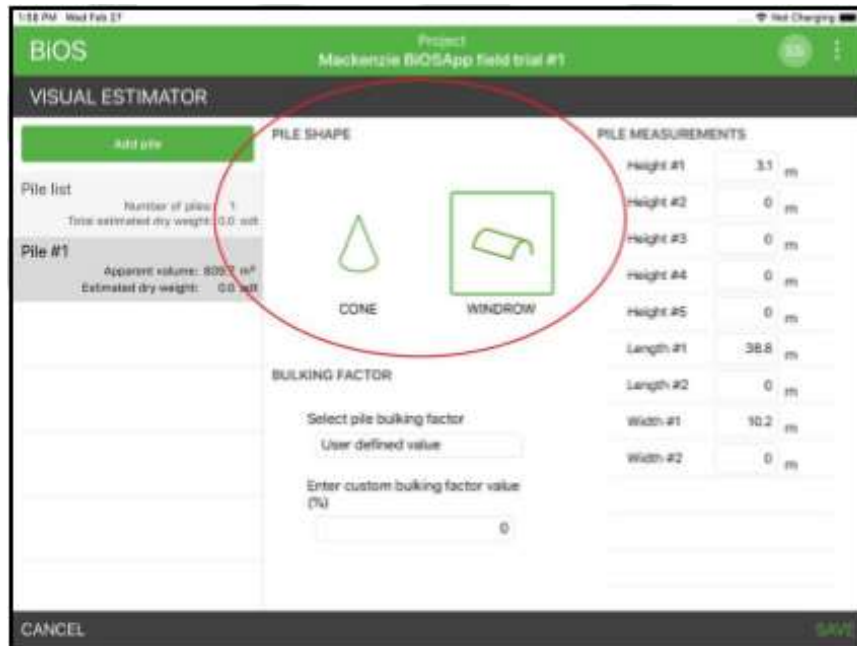 1:58 PM Wed Feb 27
Not Charging
BiOS
Project
Mackenzie BiOSApp field trial #1
VISUAL ESTIMATOR
Add pile
Pile list
Number of piles: 1
Total estimated dry weight: 0.0 odt
Pile #1
Apparent volume: m³
Estimated dry weight: 0.0 odt
PILE SHAPE
CONE
WINDROW
BULKING FACTOR
Select pile bulking factor
User defined value
Enter custom bulking factor value
(%)
0
PILE MEASUREMENTS
Height #1 3.1 m
Height #2 0 m
Height #3 0 m
Height #4 0 m
Height #5 0 m
Length #1 38.8 m
Length #2 0 m
Width #1 10.2 m
Width #2 0 m
CANCEL
SAVE